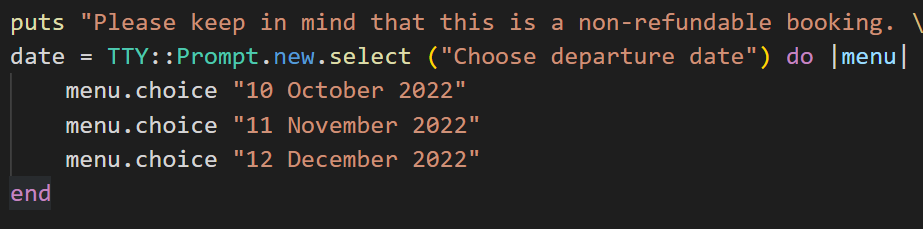 puts "Please keep in mind that this is a non-refundable booking. \
date = TTY::Prompt.new.select ("Choose departure date") do |menu|
    menu.choice "10 October 2022"
    menu.choice "11 November 2022"
    menu.choice "12 December 2022"
end